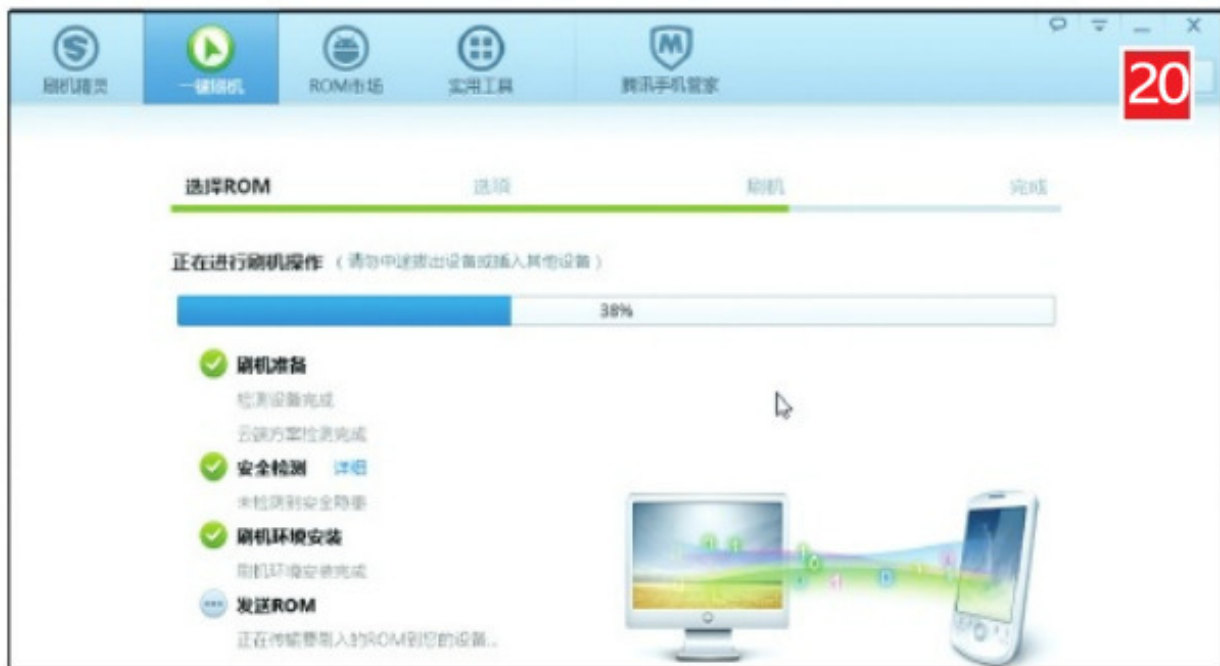 刷机精灵 一键刷机 ROM市场 实用工具 腾讯手机管家
20
选择ROM 选项 刷机 完成
正在进行刷机操作（请勿中途拔出设备或插入其他设备）
38%
刷机准备
检测设备完成
云端方案检测完成
安全检测 详细
未检测到安全隐患
刷机环境安装
刷机环境安装完成
发送ROM
正在传输要刷入的ROM到您的设备...